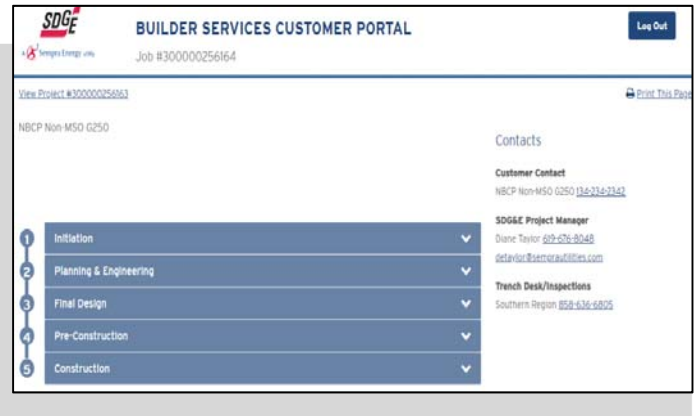 SDGE
BUILDER SERVICES CUSTOMER PORTAL
Log Out
A Sempra Energy utility
Job #300000256164
View Project #300000256163
Print This Page
NBCP Non-MSO G250
Contacts
Customer Contact
NBCP Non-MSO G250 134-234-2342
SDG&E Project Manager
Diane Taylor 619-676-8048
detaylor@semprautilities.com
Trench Desk/Inspections
Southern Region 858-636-6805
1 Initiation
2 Planning & Engineering
3 Final Design
4 Pre-Construction
5 Construction